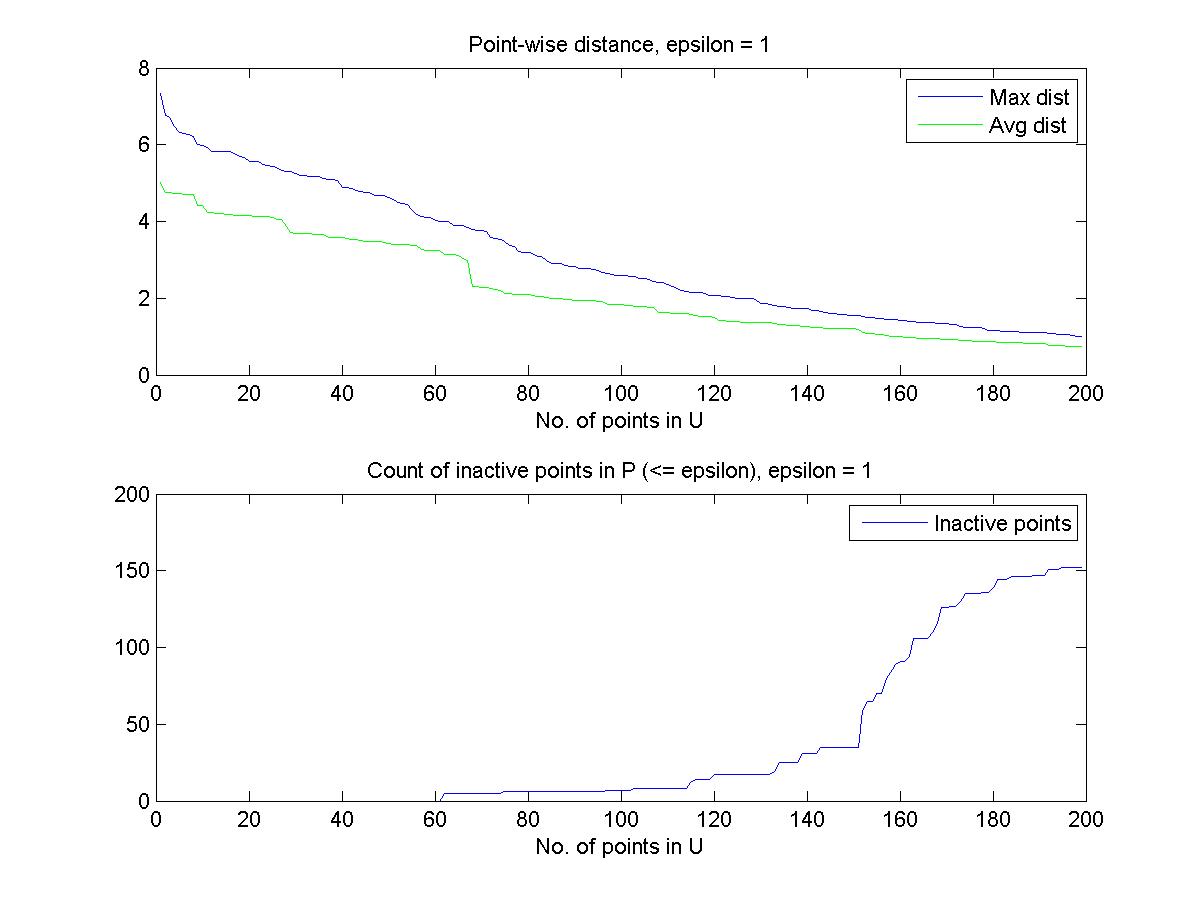 Point-wise distance, epsilon = 1
8
6
4
2
0
Max dist
Avg dist
0 20 40 60 80 100 120 140 160 180 200
No. of points in U
Count of inactive points in P (<= epsilon), epsilon = 1
200
150
100
50
0
Inactive points
0 20 40 60 80 100 120 140 160 180 200
No. of points in U